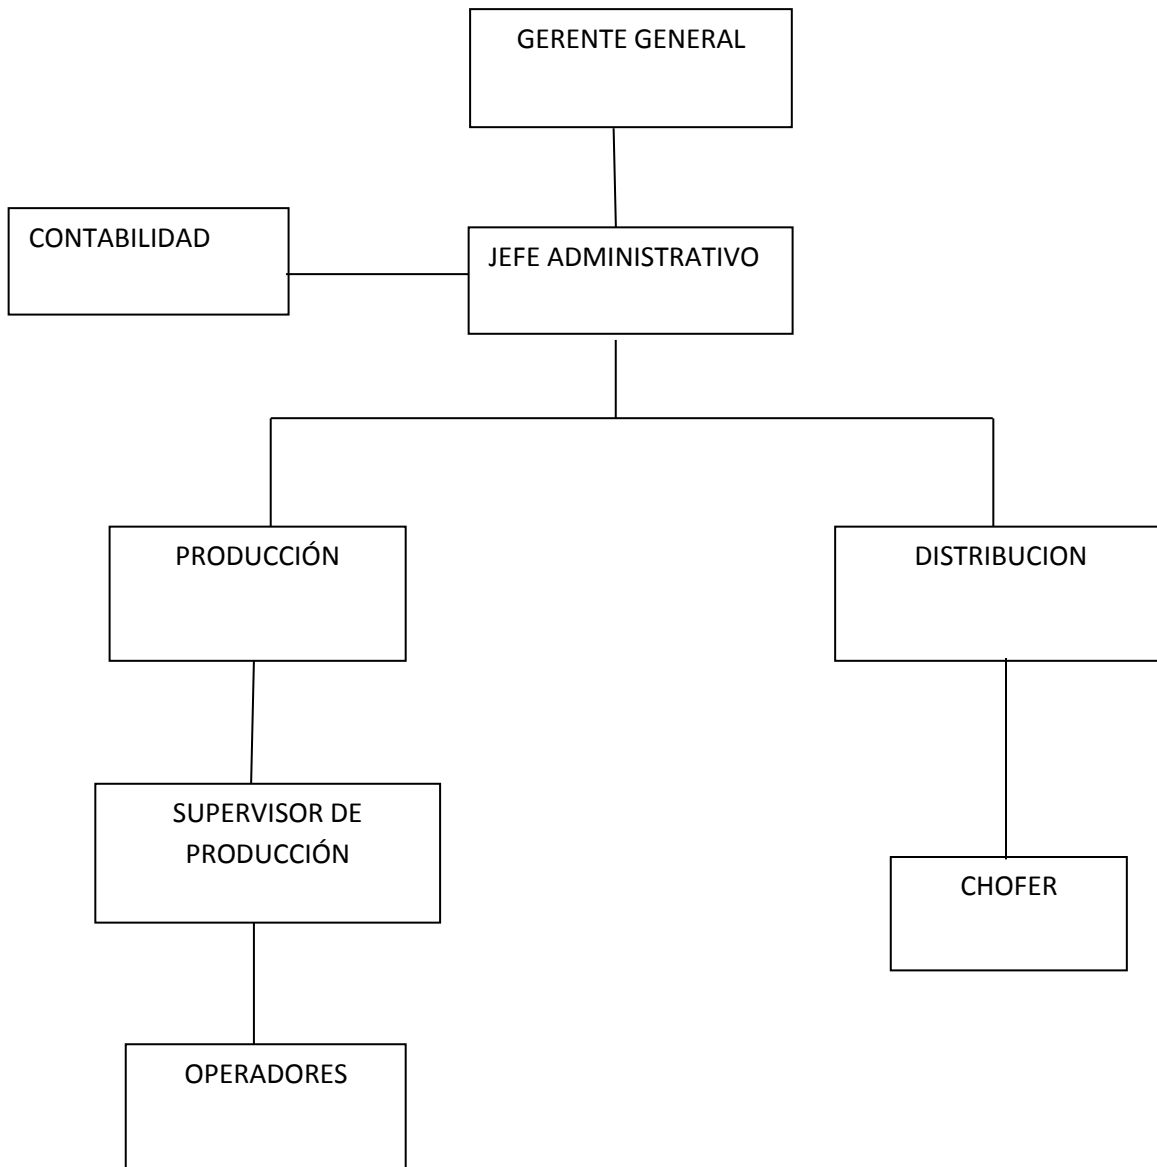 GERENTE GENERAL
CONTABILIDAD
JEFE ADMINISTRATIVO
PRODUCCIÓN
DISTRIBUCION
SUPERVISOR DE
PRODUCCIÓN
CHOFER
OPERADORES